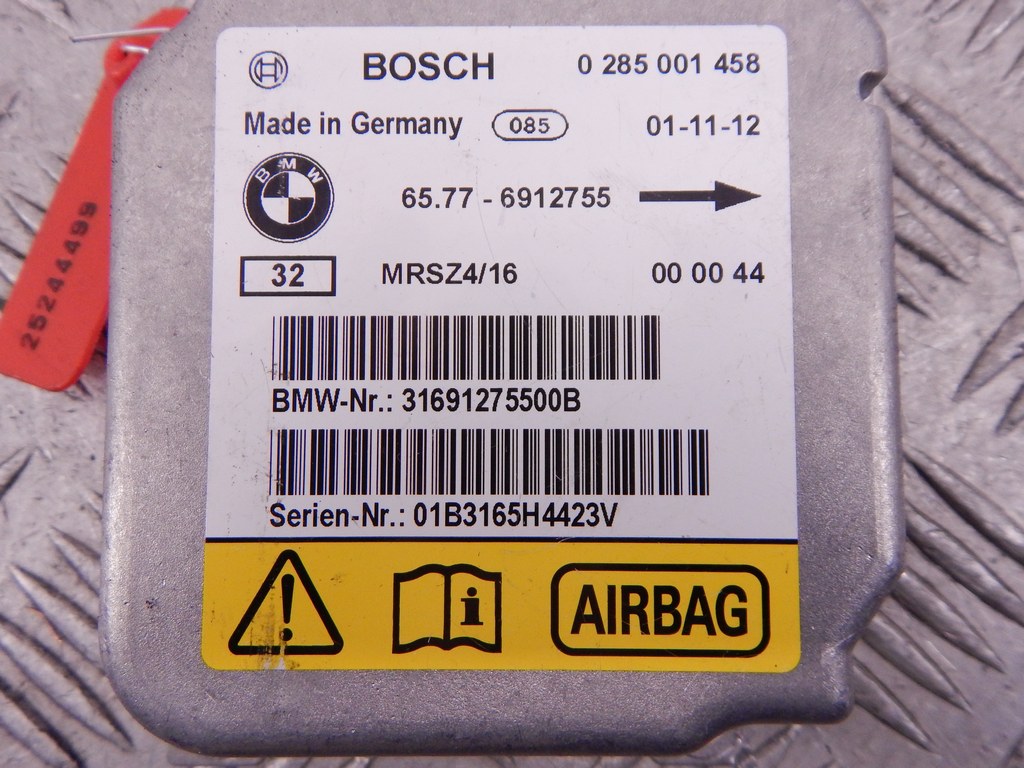 BOSCH 0 285 001 458
Made in Germany 085 01-11-12
BMW 65.77 - 6912755
32 MRSZ4/16 00 00 44
BMW-Nr.: 31691275500B
Serien-Nr.: 01B3165H4423V
! i AIRBAG
25244499